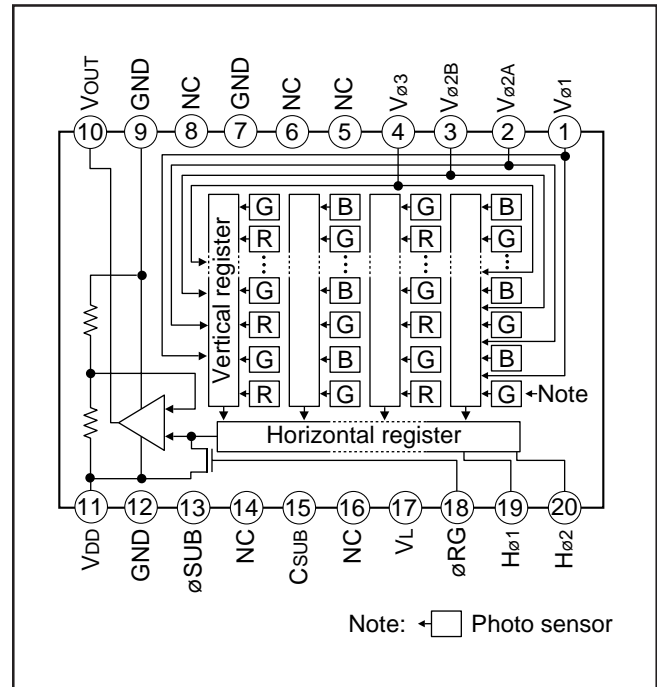 VOUT GND NC GND NC NC Vø3 Vø2B Vø2A Vø1
10 9 8 7 6 5 4 3 2 1
Vertical register
G B G B
R G R G
G B G B
R G R G
G B G B
R G R G
Note
Horizontal register
11 12 13 14 15 16 17 18 19 20
VDD GND øSUB NC CSUB NC VL øRG Hø1 Hø2
Note: Photo sensor